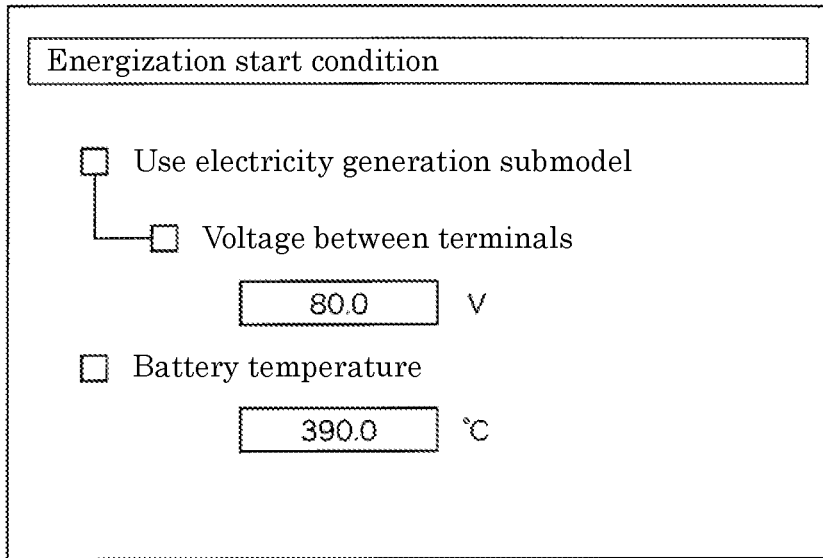 Energization start condition
Use electricity generation submodel
Voltage between terminals
80.0 V
Battery temperature
390.0 °C